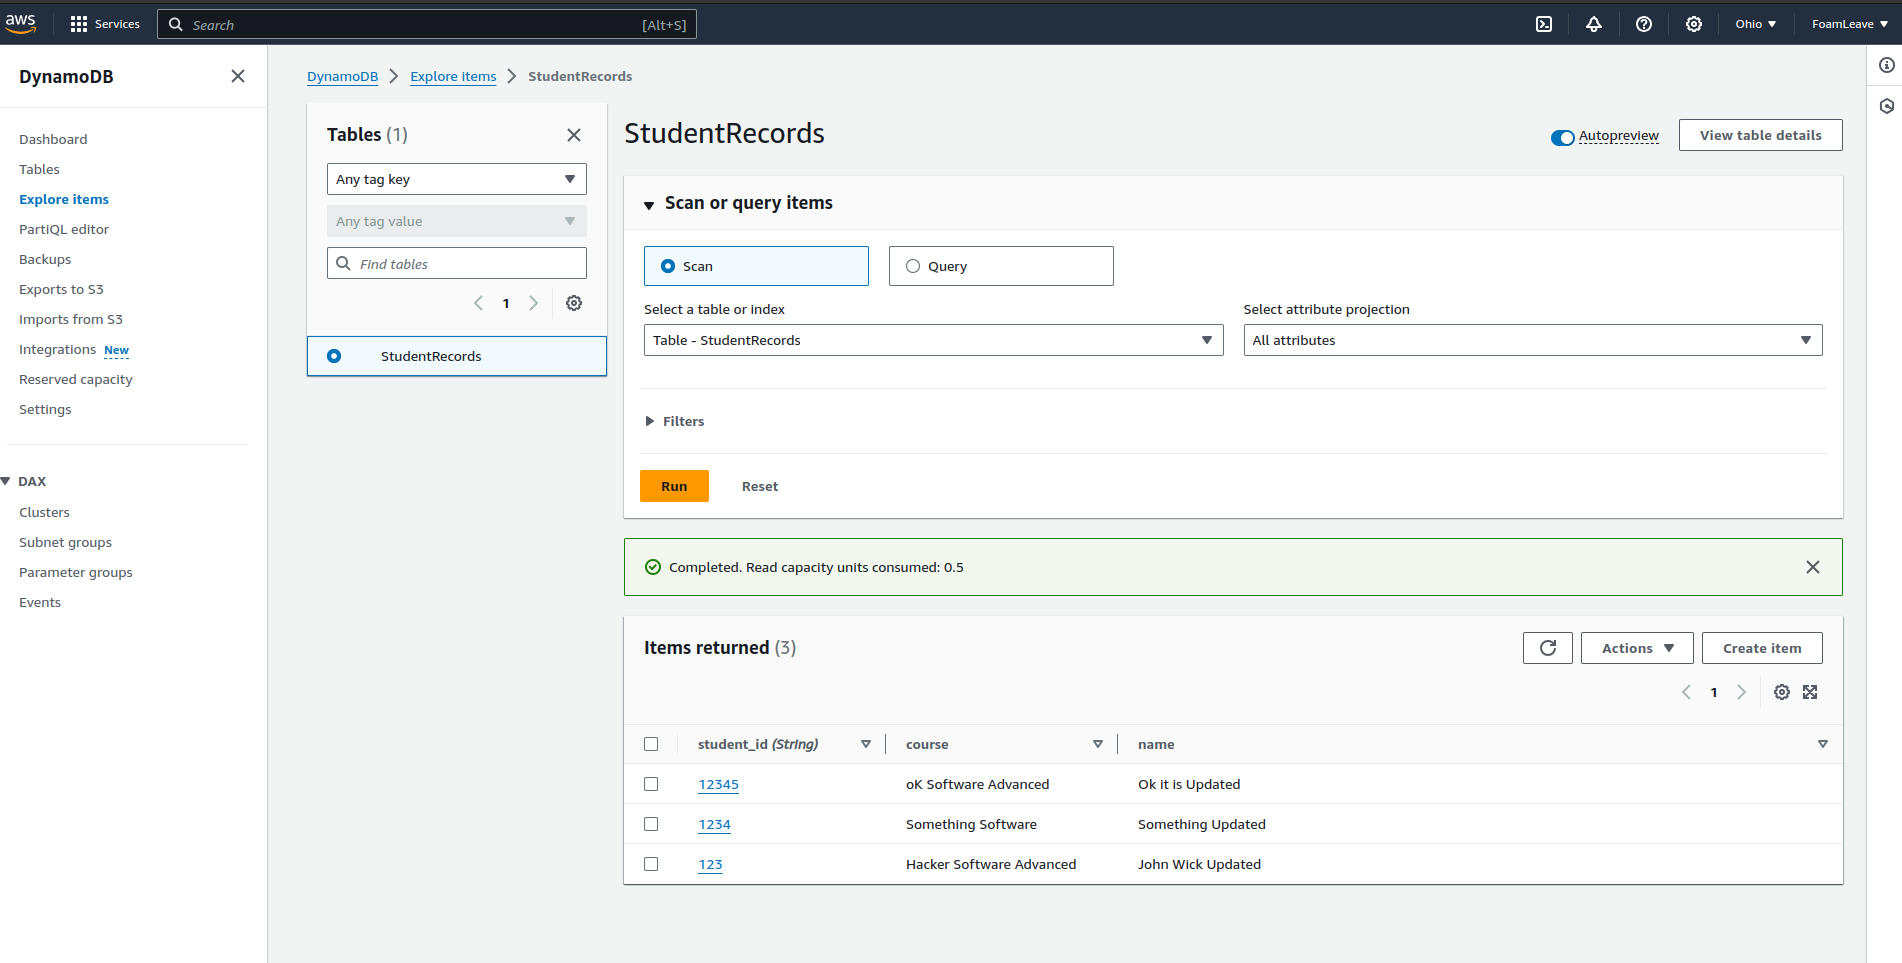 aws Services Search [Alt+S] Ohio FoamLeave
DynamoDB
Dashboard
Tables
Explore items
PartiQL editor
Backups
Exports to S3
Imports from S3
Integrations New
Reserved capacity
Settings
DAX
Clusters
Subnet groups
Parameter groups
Events
DynamoDB Explore items StudentRecords
Tables (1)
Any tag key
Any tag value
Find tables
1
StudentRecords
StudentRecords
Autopreview View table details
Scan or query items
Scan Query
Select a table or index Select attribute projection
Table - StudentRecords All attributes
Filters
Run Reset
Completed. Read capacity units consumed: 0.5
Items returned (3) Actions Create item
1
student_id (String) course name
12345 oK Software Advanced Ok it is Updated
1234 Something Software Something Updated
123 Hacker Software Advanced John Wick Updated